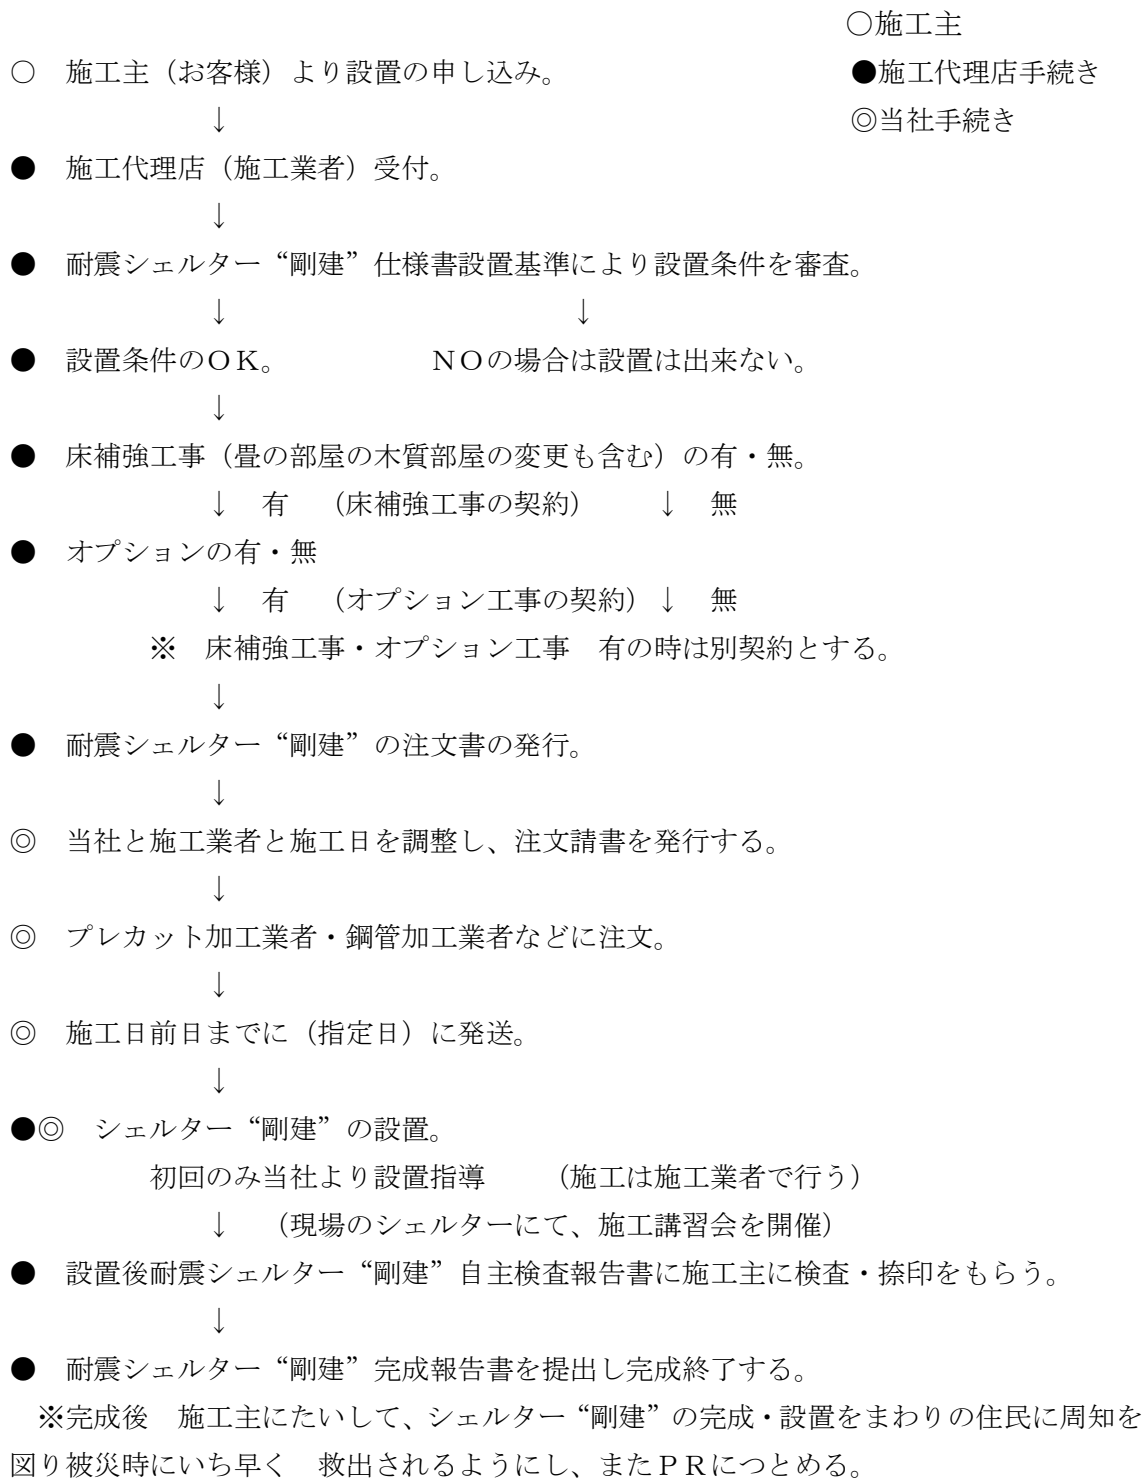 ○施工主
○　施工主（お客様）より設置の申し込み。　●施工代理店手続き
↓　◎当社手続き
●　施工代理店（施工業者）受付。
↓
●　耐震シェルター“剛建”仕様書設置基準により設置条件を審査。
↓　↓
●　設置条件のＯＫ。　ＮＯの場合は設置は出来ない。
↓
●　床補強工事（畳の部屋の木質部屋の変更も含む）の有・無。
↓　有　（床補強工事の契約）　↓　無
●　オプションの有・無
↓　有　（オプション工事の契約）↓　無
※　床補強工事・オプション工事　有の時は別契約とする。
↓
●　耐震シェルター“剛建”の注文書の発行。
↓
◎　当社と施工業者と施工日を調整し、注文請書を発行する。
↓
◎　プレカット加工業者・鋼管加工業者などに注文。
↓
◎　施工日前日までに（指定日）に発送。
↓
●◎　シェルター“剛建”の設置。
初回のみ当社より設置指導　（施工は施工業者で行う）
↓　（現場のシェルターにて、施工講習会を開催）
●　設置後耐震シェルター“剛建”自主検査報告書に施工主に検査・捺印をもらう。
↓
●　耐震シェルター“剛建”完成報告書を提出し完成終了する。
※完成後　施工主にたいして、シェルター“剛建”の完成・設置をまわりの住民に周知を
図り被災時にいち早く　救出されるようにし、またＰＲにつとめる。